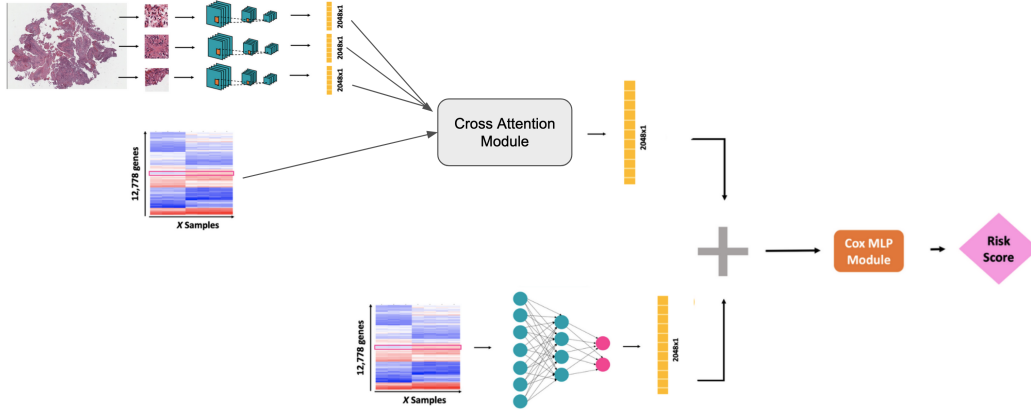 2048x1
2048x1
2048x1
Cross Attention
Module
2048x1
12,778 genes
X Samples
Cox MLP
Module
Risk
Score
12,778 genes
X Samples
2048x1